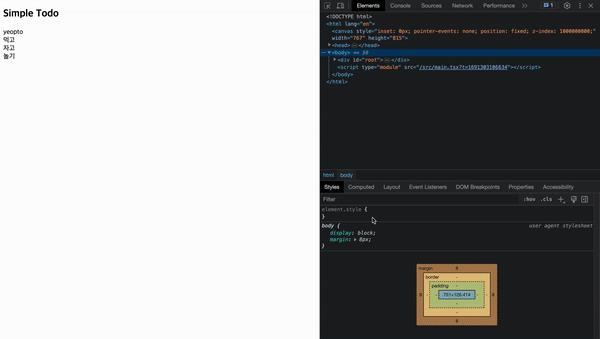 Simple Todo
yeopto
먹고
자고
놀기
Elements
Console
Sources
Network
Performance
»
1
<!DOCTYPE html>
<html lang="en">
<canvas style="inset: 0px; pointer-events: none; position: fixed; z-index: 1000000000;"
width="767" height="815">
<head> … </head>
<body> == $0
<div id="root"> … </div>
<script type="module" src="/src/main.tsx?t=1691303106634"></script>
</body>
</html>
html body
Styles Computed Layout Event Listeners DOM Breakpoints Properties Accessibility
Filter
:hov .cls
element.style {
}
body { user agent stylesheet
display: block;
margin: 8px;
}
margin 8
border -
padding -
8 - - 751×128.414 - - 8
-
-
8